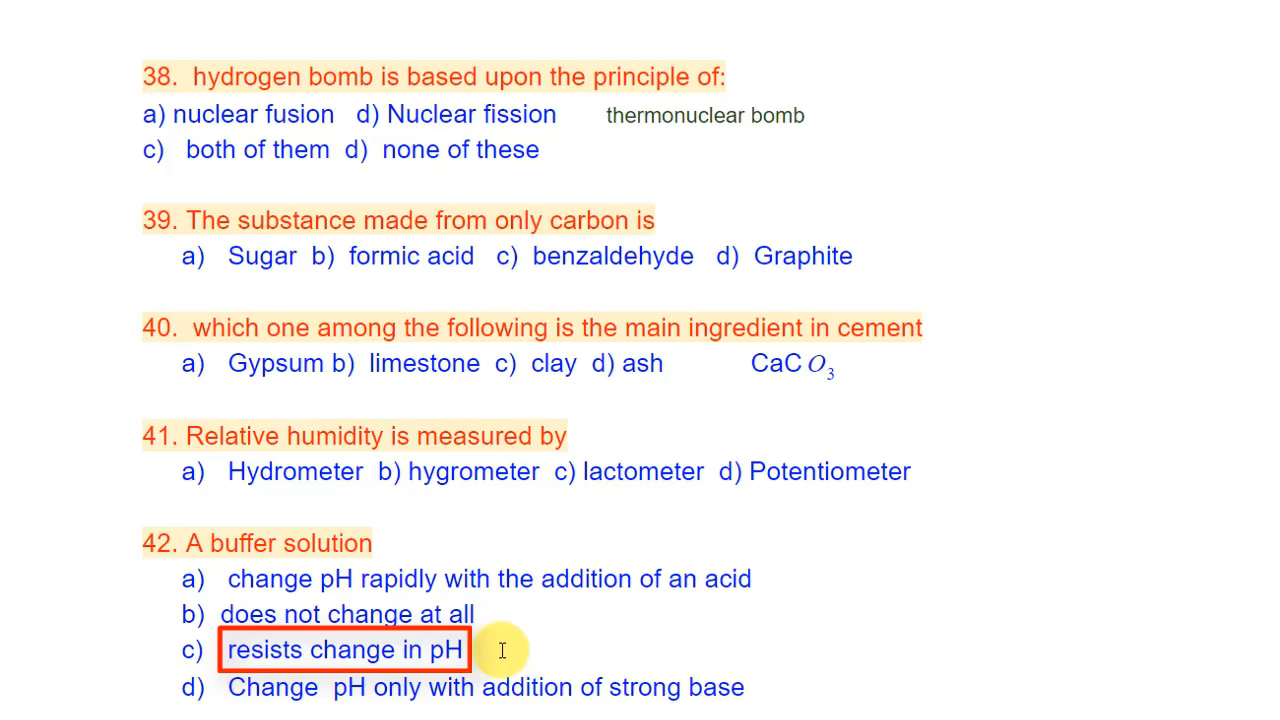 38. hydrogen bomb is based upon the principle of:
a) nuclear fusion d) Nuclear fission thermonuclear bomb
c) both of them d) none of these
39. The substance made from only carbon is
a) Sugar b) formic acid c) benzaldehyde d) Graphite
40. which one among the following is the main ingredient in cement
a) Gypsum b) limestone c) clay d) ash CaC O₃
41. Relative humidity is measured by
a) Hydrometer b) hygrometer c) lactometer d) Potentiometer
42. A buffer solution
a) change pH rapidly with the addition of an acid
b) does not change at all
c) resists change in pH
d) Change pH only with addition of strong base